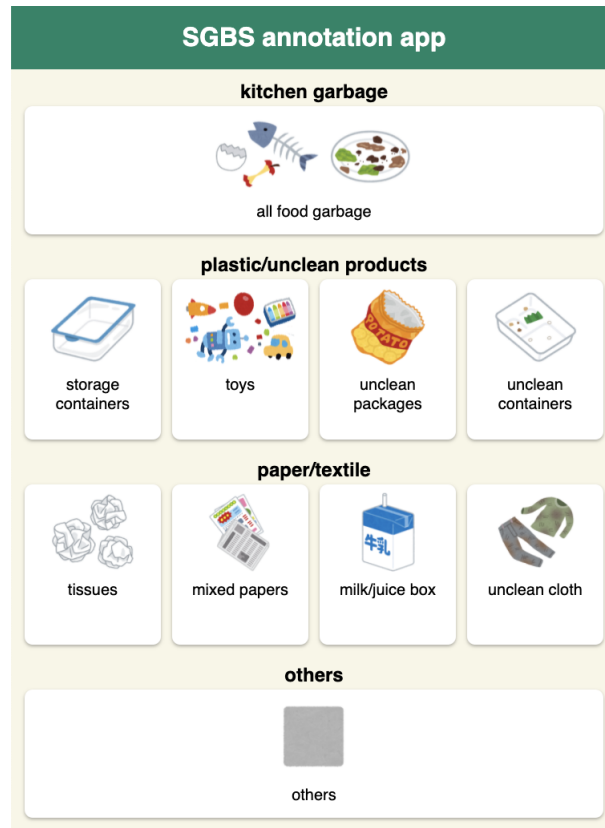 SGBS annotation app
kitchen garbage
all food garbage
plastic/unclean products
storage
containers
toys
POTATO
unclean
packages
unclean
containers
paper/textile
tissues
mixed papers
牛乳
milk/juice box
unclean cloth
others
others